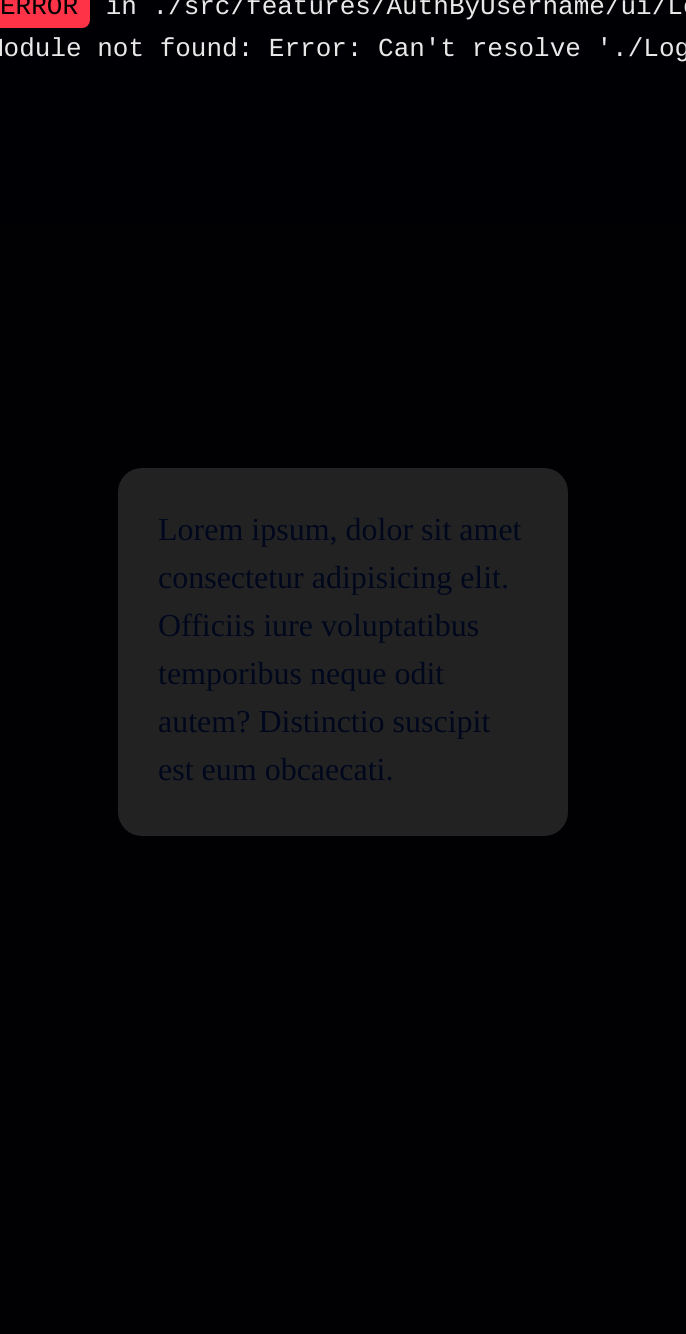 ERROR in ./src/features/AuthByUsername/ui/
Module not found: Error: Can't resolve './Log
Lorem ipsum, dolor sit amet
consectetur adipisicing elit.
Officiis iure voluptatibus
temporibus neque odit
autem? Distinctio suscipit
est eum obcaecati.